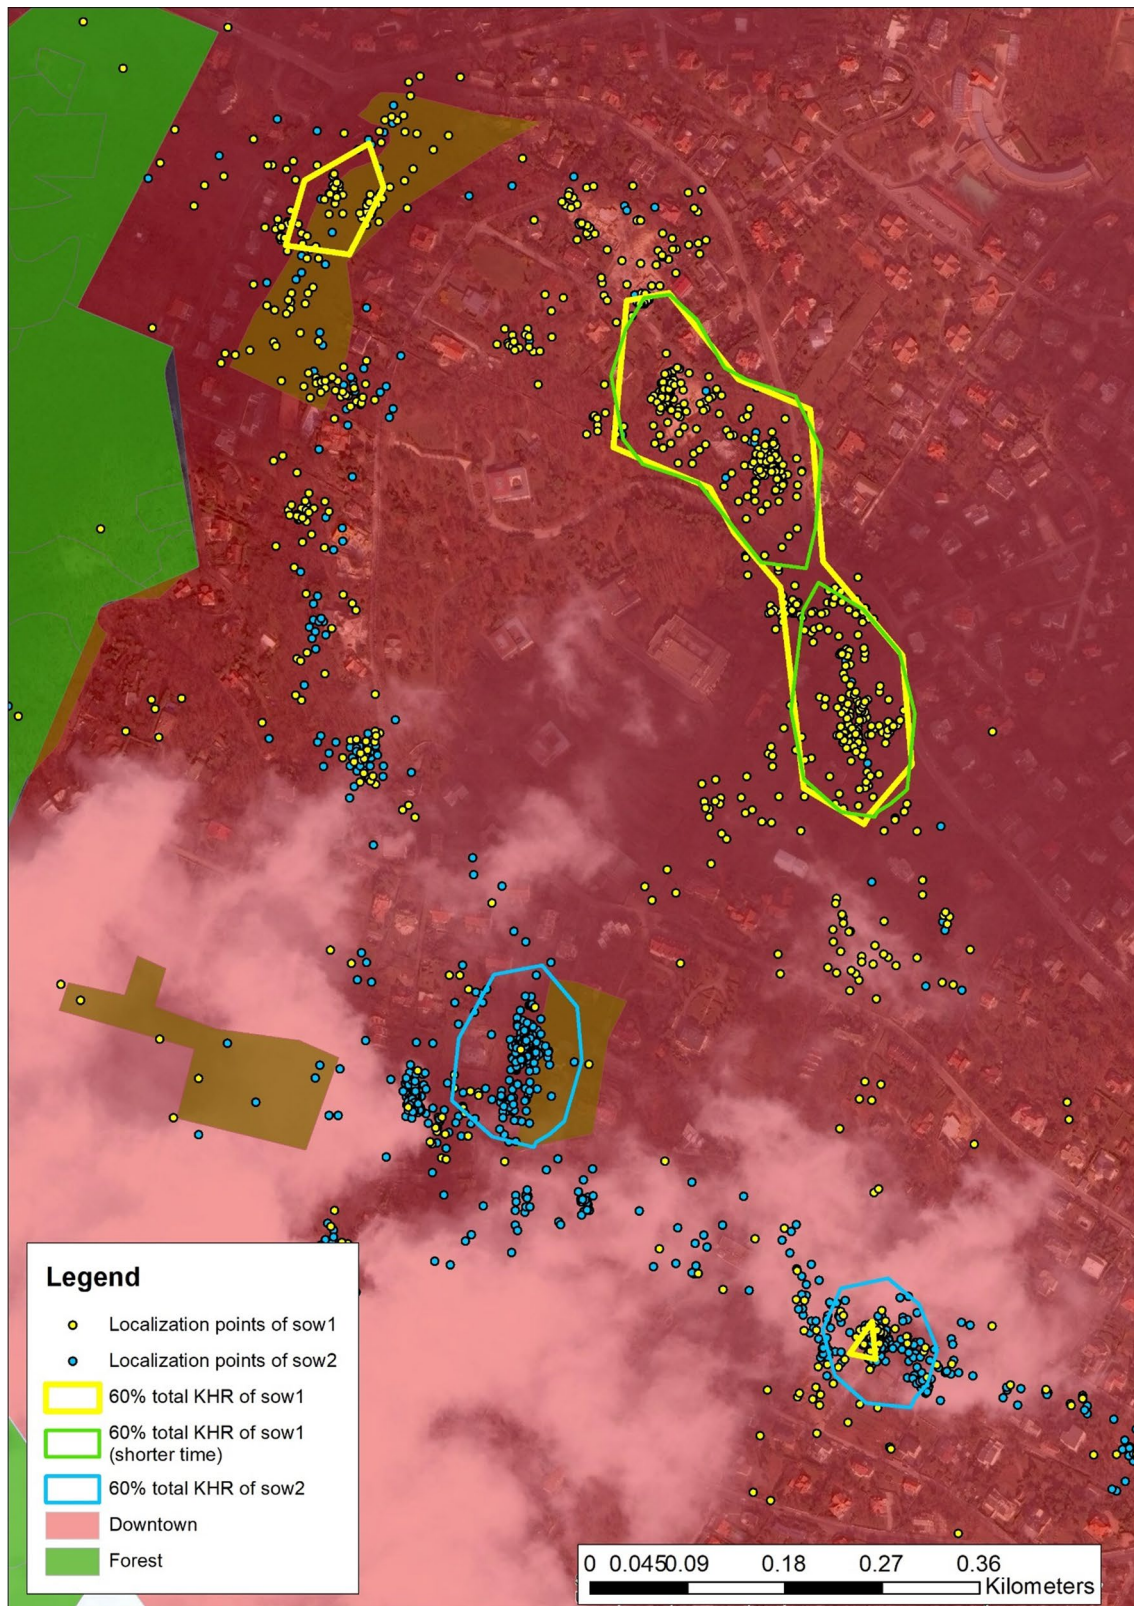 Legend
Localization points of sow1
Localization points of sow2
60% total KHR of sow1
60% total KHR of sow1
(shorter time)
60% total KHR of sow2
Downtown
Forest
0 0.0450.09 0.18 0.27 0.36
Kilometers